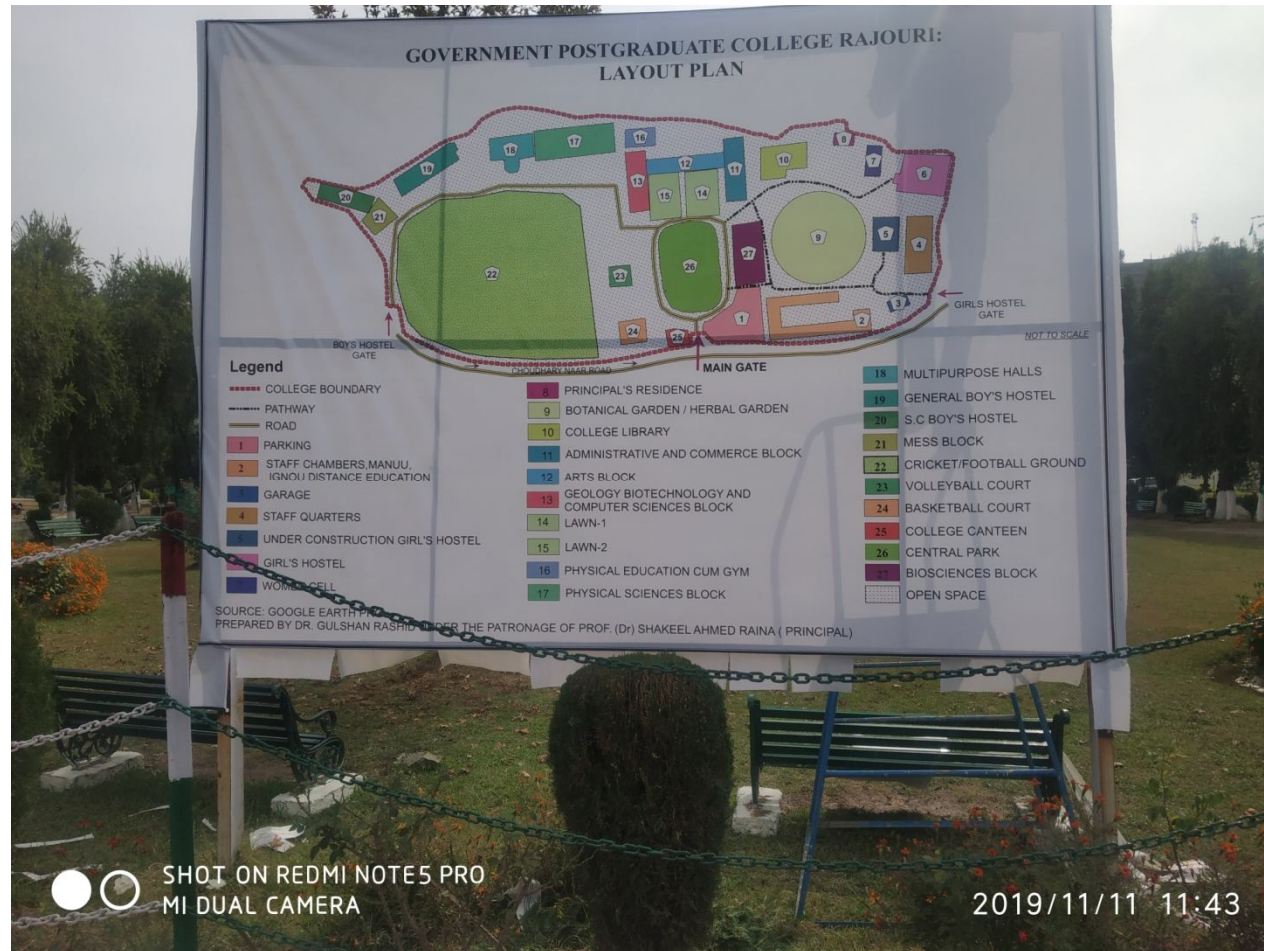 GOVERNMENT POSTGRADUATE COLLEGE RAJOURI:
LAYOUT PLAN
8
16
17
18
12
7
10
11
13
19
6
14
15
20
21
5
9
4
27
26
22
23
3
GIRLS HOSTEL
GATE
1
2
24
25
NOT TO SCALE
BOYS HOSTEL
GATE
CHOUDHARY NAAR ROAD
MAIN GATE
Legend
COLLEGE BOUNDARY
PATHWAY
ROAD
1 PARKING
2 STAFF CHAMBERS,MANUU,
IGNOU DISTANCE EDUCATION
3 GARAGE
4 STAFF QUARTERS
5 UNDER CONSTRUCTION GIRL'S HOSTEL
GIRL'S HOSTEL
CELL
8 PRINCIPAL'S RESIDENCE
9 BOTANICAL GARDEN / HERBAL GARDEN
10 COLLEGE LIBRARY
11 ADMINISTRATIVE AND COMMERCE BLOCK
12 ARTS BLOCK
13 GEOLOGY BIOTECHNOLOGY AND
COMPUTER SCIENCES BLOCK
14 LAWN-1
15 LAWN-2
16 PHYSICAL EDUCATION CUM GYM
17 PHYSICAL SCIENCES BLOCK
18 MULTIPURPOSE HALLS
19 GENERAL BOY'S HOSTEL
20 S.C BOY'S HOSTEL
21 MESS BLOCK
22 CRICKET/FOOTBALL GROUND
23 VOLLEYBALL COURT
24 BASKETBALL COURT
25 COLLEGE CANTEEN
26 CENTRAL PARK
27 BIOSCIENCES BLOCK
OPEN SPACE
SOURCE: GOOGLE EARTH
PREPARED BY DR. GULSHAN RASHID UNDER THE PATRONAGE OF PROF. (Dr) SHAKEEL AHMED RAINA ( PRINCIPAL)
SHOT ON REDMI NOTE5 PRO
MI DUAL CAMERA
2019/11/11 11:43